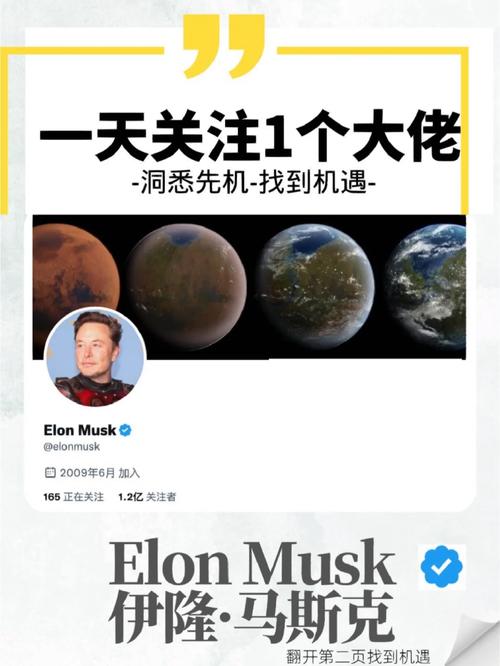 一天关注1个大佬
-洞悉先机-找到机遇-
Elon Musk
@elonmusk
2009年6月 加入
165 正在关注 1.2亿 关注者
Elon Musk
伊隆·马斯克
翻开第二页找到机遇